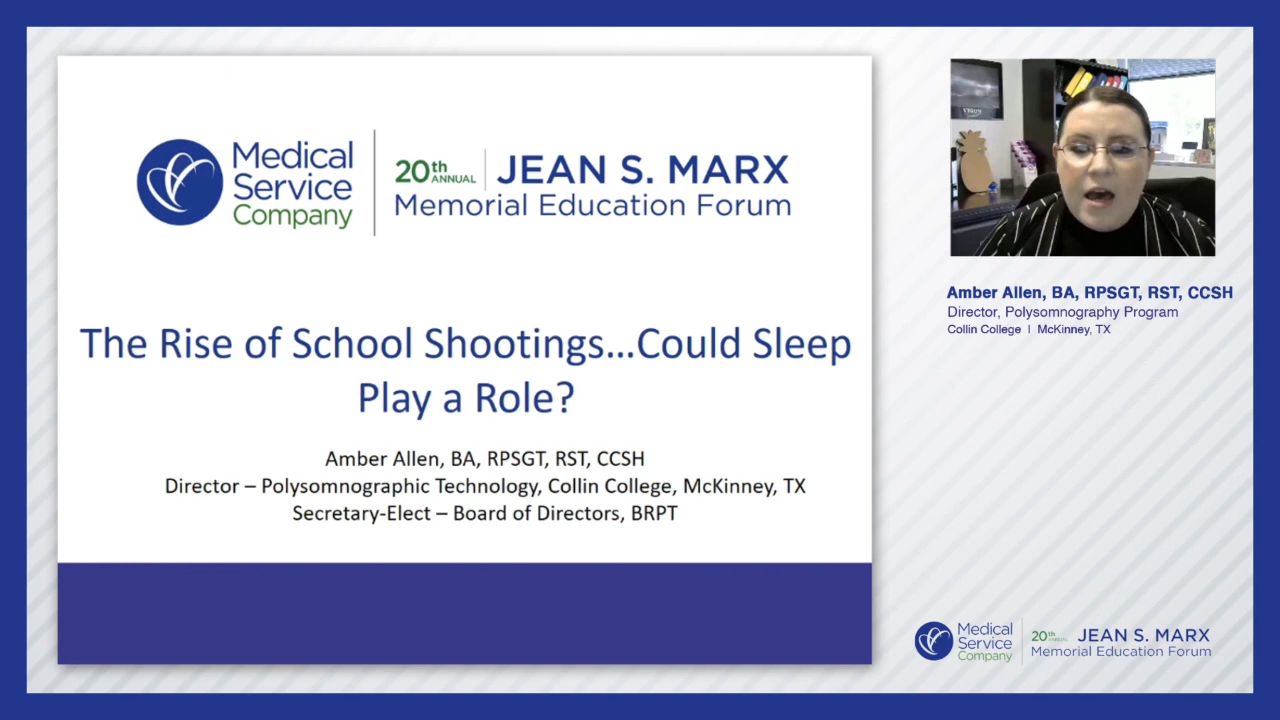 Medical
Service
Company
20th
ANNUAL
JEAN S. MARX
Memorial Education Forum
The Rise of School Shootings...Could Sleep
Play a Role?
Amber Allen, BA, RPSGT, RST, CCSH
Director – Polysomnographic Technology, Collin College, McKinney, TX
Secretary-Elect – Board of Directors, BRPT
Amber Allen, BA, RPSGT, RST, CCSH
Director, Polysomnography Program
Collin College | McKinney, TX
Medical
Service
Company
20th
ANNUAL
JEAN S. MARX
Memorial Education Forum